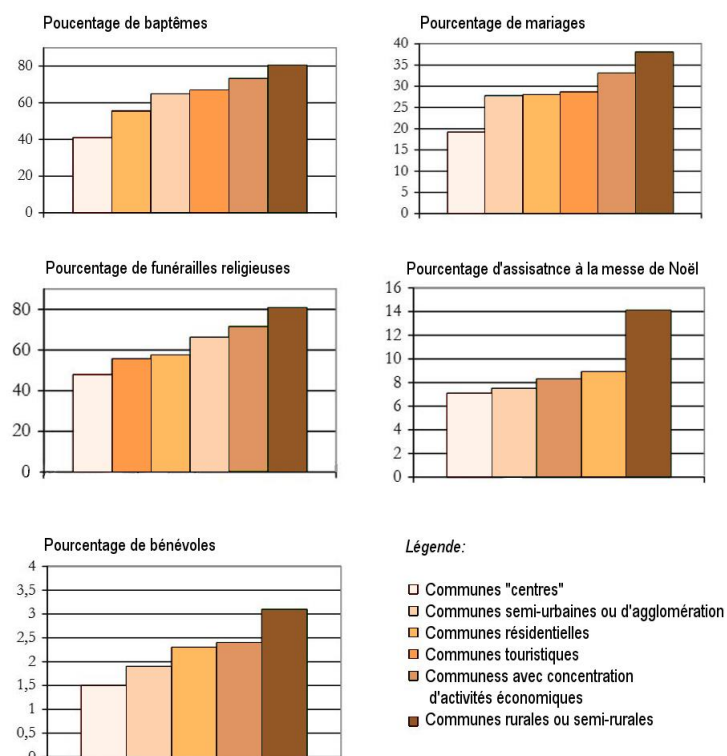 Poucentage de baptêmes
80
60
40
20
0
Pourcentage de mariages
40
35
30
25
20
15
10
5
0
Pourcentage de funérailles religieuses
80
60
40
20
0
Pourcentage d'assisatnce à la messe de Noël
16
14
12
10
8
6
4
2
0
Pourcentage de bénévoles
4
3,5
3
2,5
2
1,5
1
0,5
0
Légende:
Communes "centres"
Communes semi-urbaines ou d'agglomération
Communes résidentielles
Communes touristiques
Communess avec concentration
d'activités économiques
Communes rurales ou semi-rurales